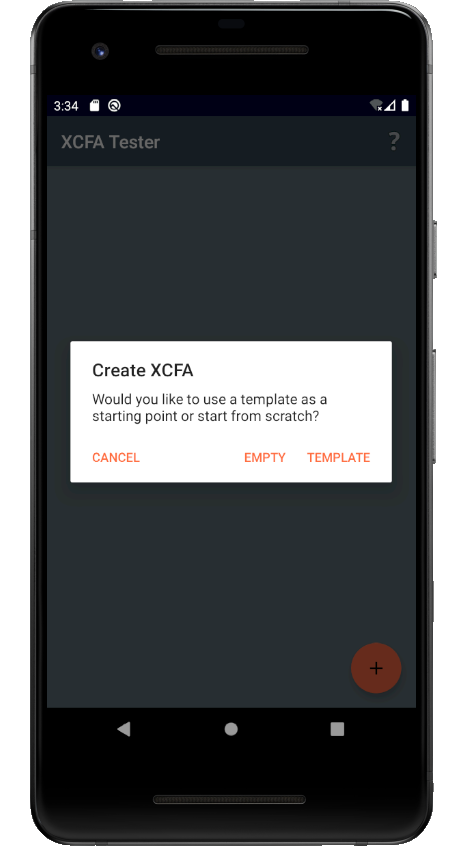 3:34
XCFA Tester ?
Create XCFA
Would you like to use a template as a
starting point or start from scratch?
CANCEL EMPTY TEMPLATE
+